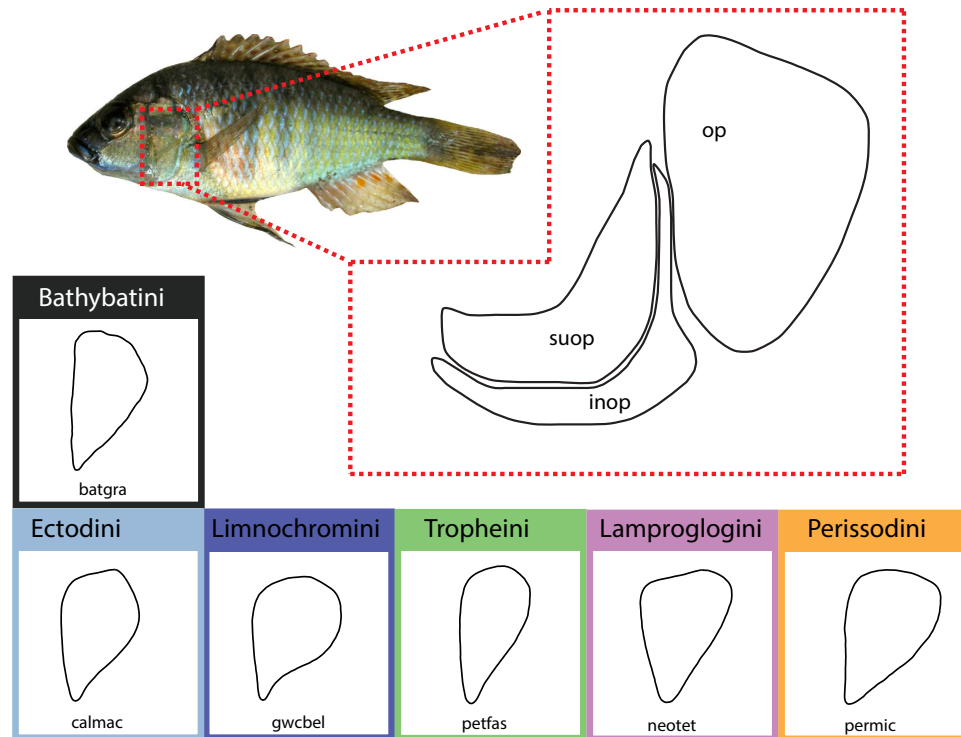 op
suop
inop
Bathybatini
batgra
Ectodini
Limnochromini
Tropheini
Lamproglogini
Perissodini
calmac
gwcbel
petfas
neotet
permic